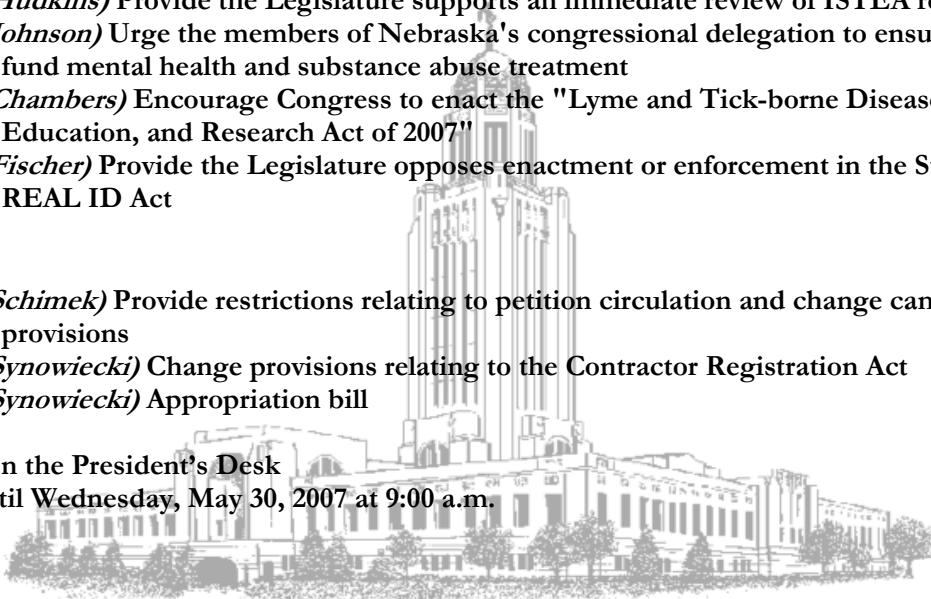 Hudkins) Provide the Legislature supports an immediate review of ISTEA r
Johnson) Urge the members of Nebraska's congressional delegation to ensu
fund mental health and substance abuse treatment
Chambers) Encourage Congress to enact the "Lyme and Tick-borne Disease
Education, and Research Act of 2007"
Fischer) Provide the Legislature opposes enactment or enforcement in the S
REAL ID Act
Schimek) Provide restrictions relating to petition circulation and change can
provisions
Synowiecki) Change provisions relating to the Contractor Registration Act
Synowiecki) Appropriation bill
n the President’s Desk
til Wednesday, May 30, 2007 at 9:00 a.m.